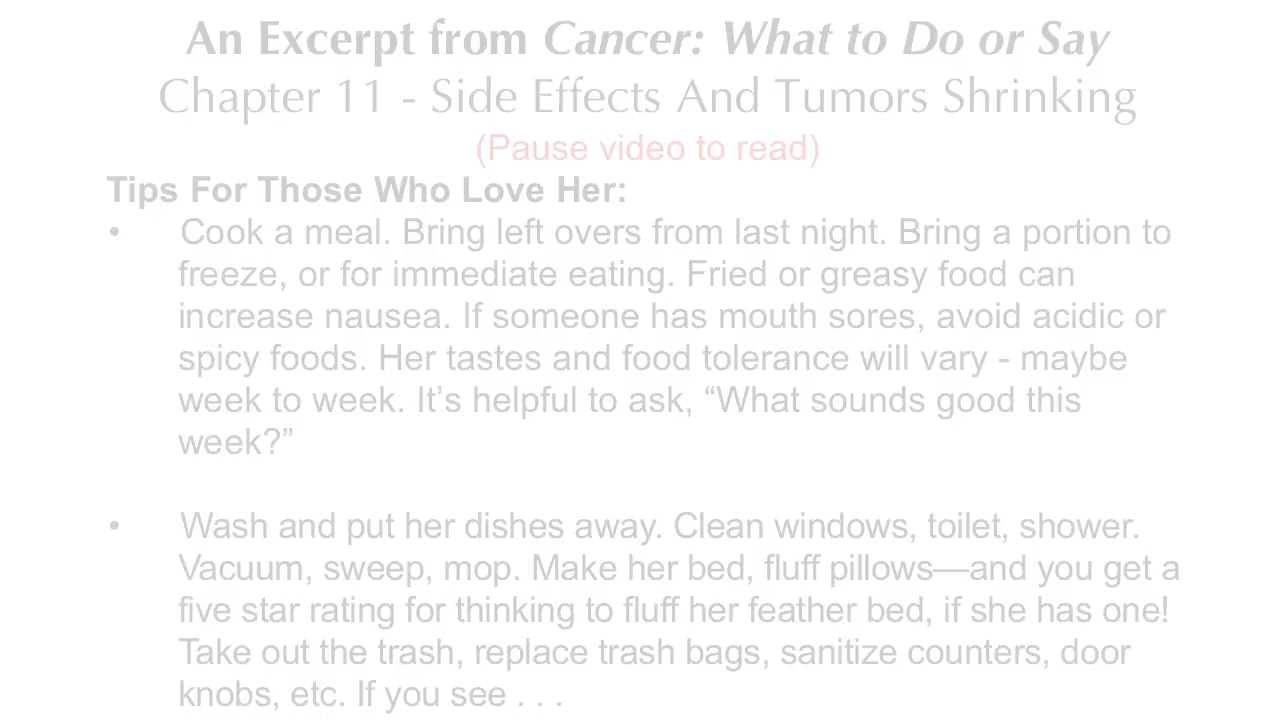 An Excerpt from Cancer: What to Do or Say
Chapter 11 - Side Effects And Tumors Shrinking
(Pause video to read)
Tips For Those Who Love Her:
• Cook a meal. Bring left overs from last night. Bring a portion to
freeze, or for immediate eating. Fried or greasy food can
increase nausea. If someone has mouth sores, avoid acidic or
spicy foods. Her tastes and food tolerance will vary - maybe
week to week. It’s helpful to ask, “What sounds good this
week?”
• Wash and put her dishes away. Clean windows, toilet, shower.
Vacuum, sweep, mop. Make her bed, fluff pillows—and you get a
five star rating for thinking to fluff her feather bed, if she has one!
Take out the trash, replace trash bags, sanitize counters, door
knobs, etc. If you see . . .